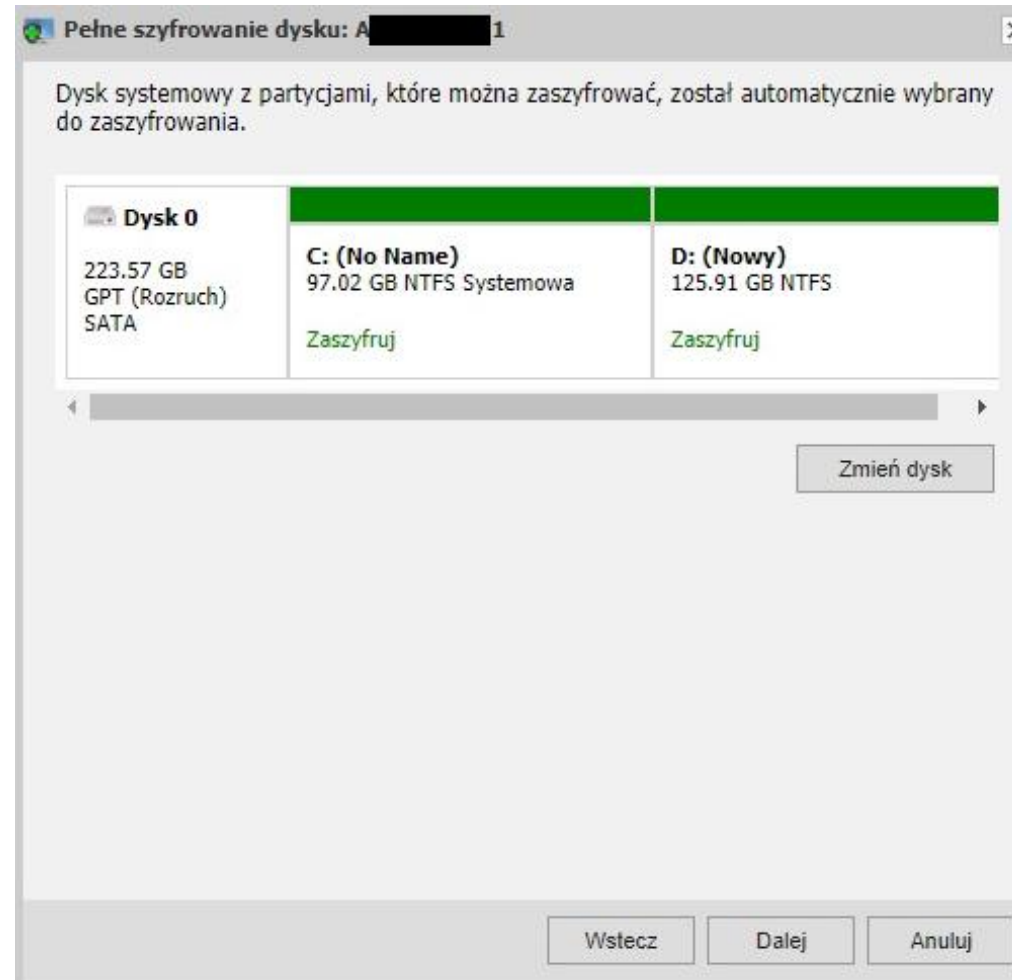 Pełne szyfrowanie dysku: A 1
Dysk systemowy z partycjami, które można zaszyfrować, został automatycznie wybrany
do zaszyfrowania.
Dysk 0
223.57 GB
GPT (Rozruch)
SATA
C: (No Name)
97.02 GB NTFS Systemowa
Zaszyfruj
D: (Nowy)
125.91 GB NTFS
Zaszyfruj
Zmień dysk
Wstecz
Dalej
Anuluj